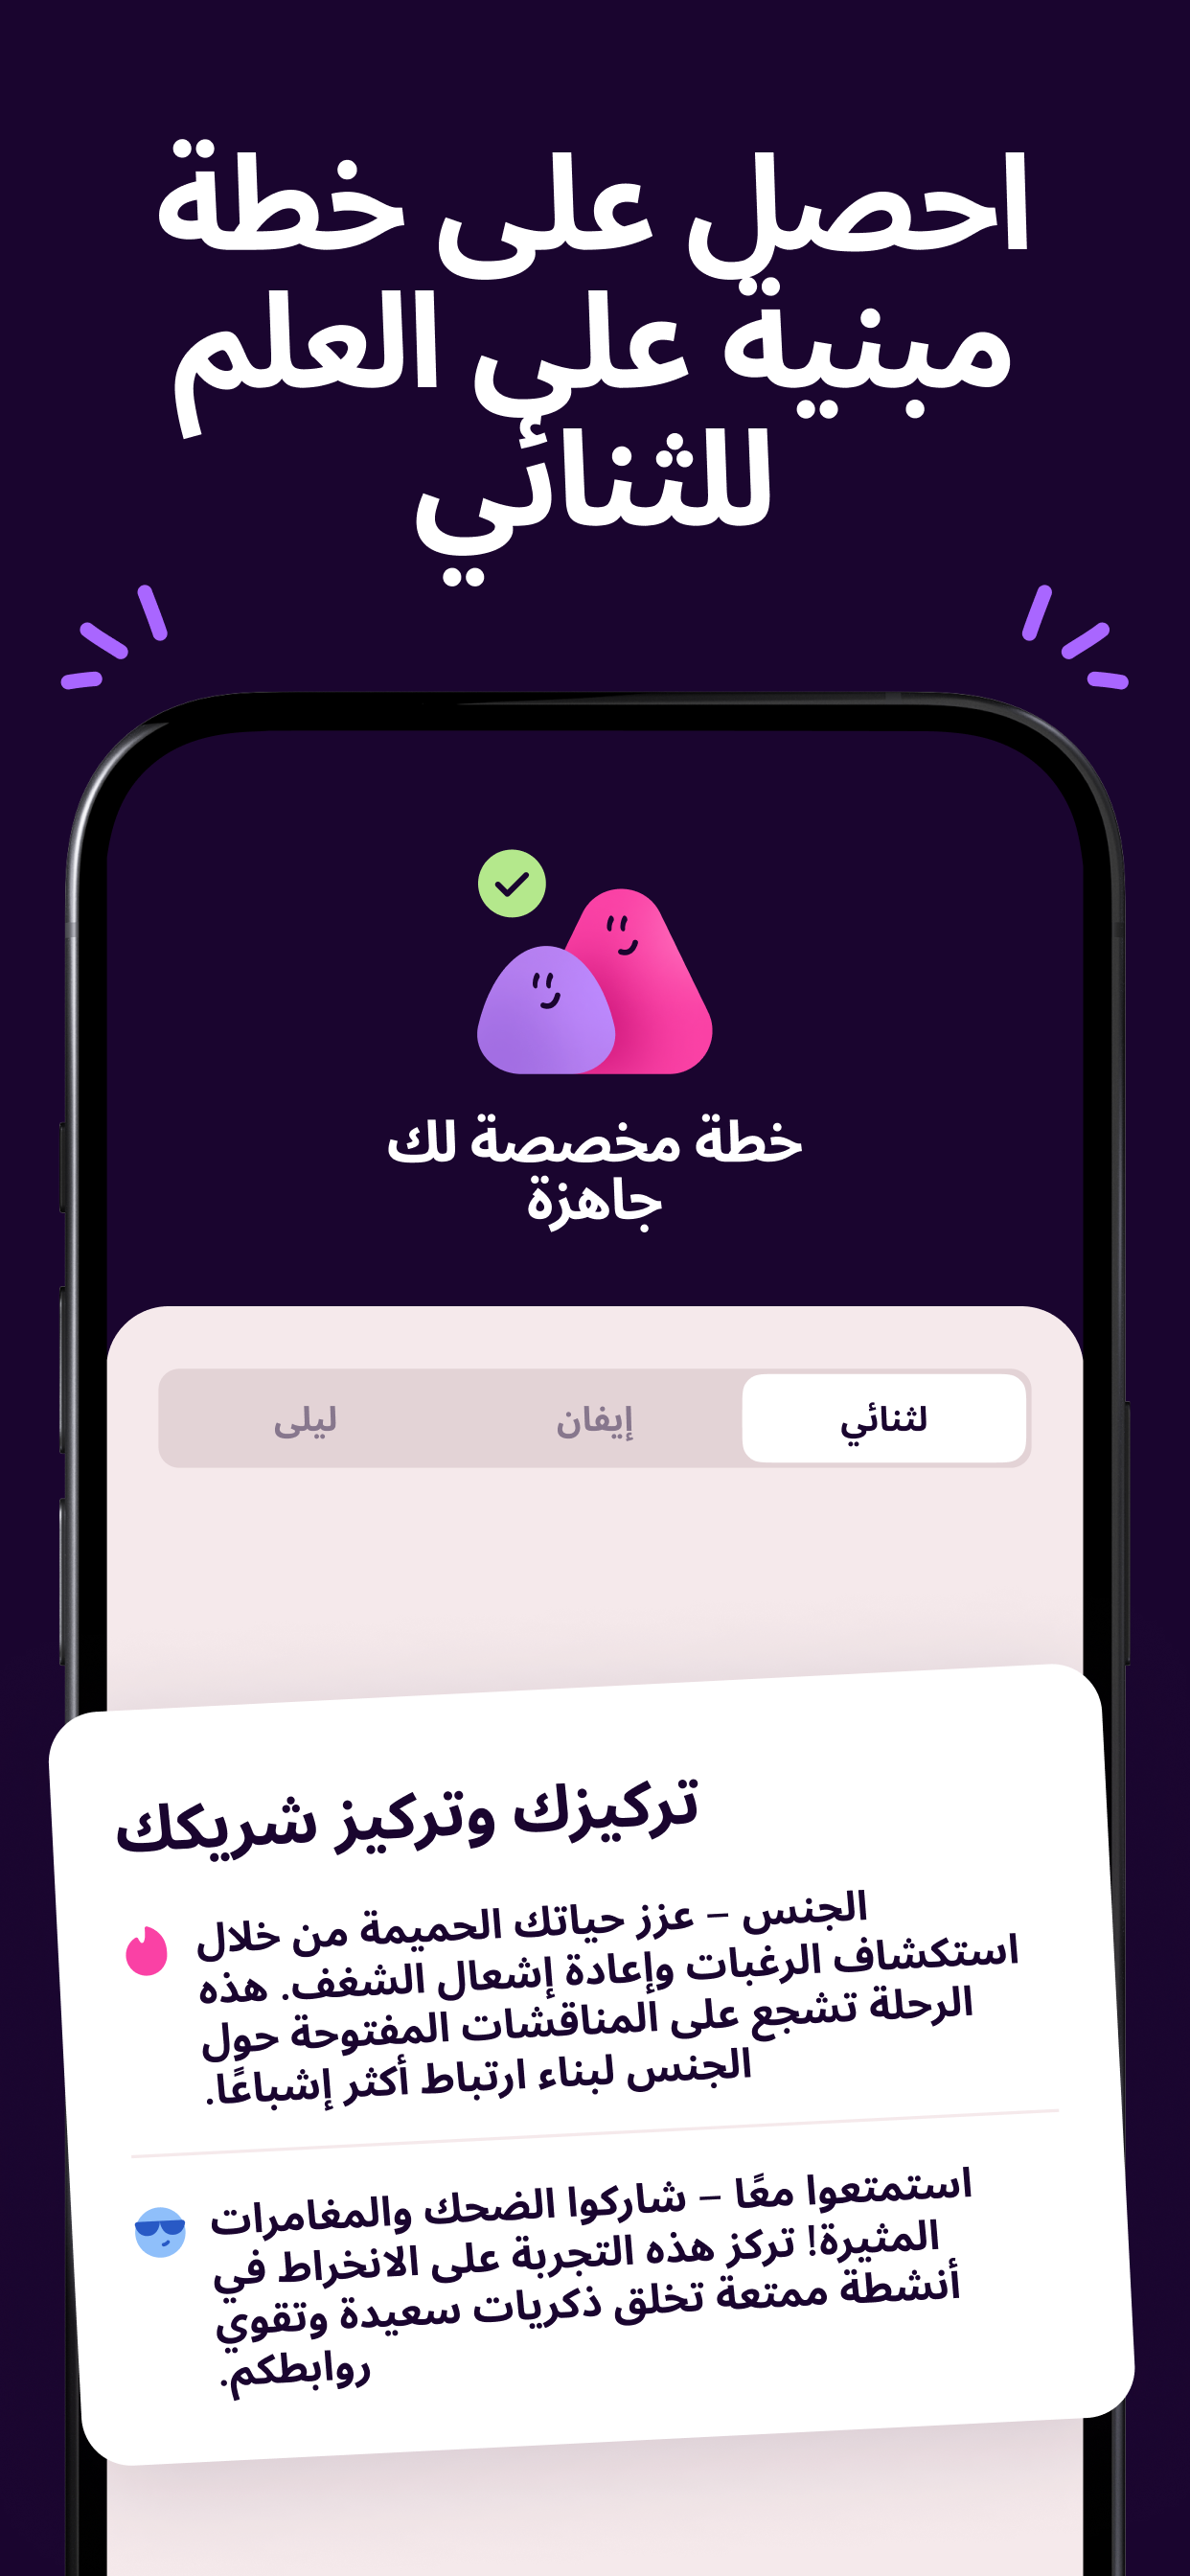 احصل على خطة
مبنية على العلم
للثنائي
خطة مخصصة لك
جاهزة
لثنائي
إيفان
ليلى
تركيزك وتركيز شريكك
الجنس – عزز حياتك الحميمة من خلال
استكشاف الرغبات وإعادة إشعال الشغف. هذه
الرحلة تشجع على المناقشات المفتوحة حول
الجنس لبناء ارتباط أكثر إشباعًا.
استمتعوا معًا – شاركوا الضحك والمغامرات
المثيرة! تركز هذه التجربة على الانخراط في
أنشطة ممتعة تخلق ذكريات سعيدة وتقوي
روابطكم.